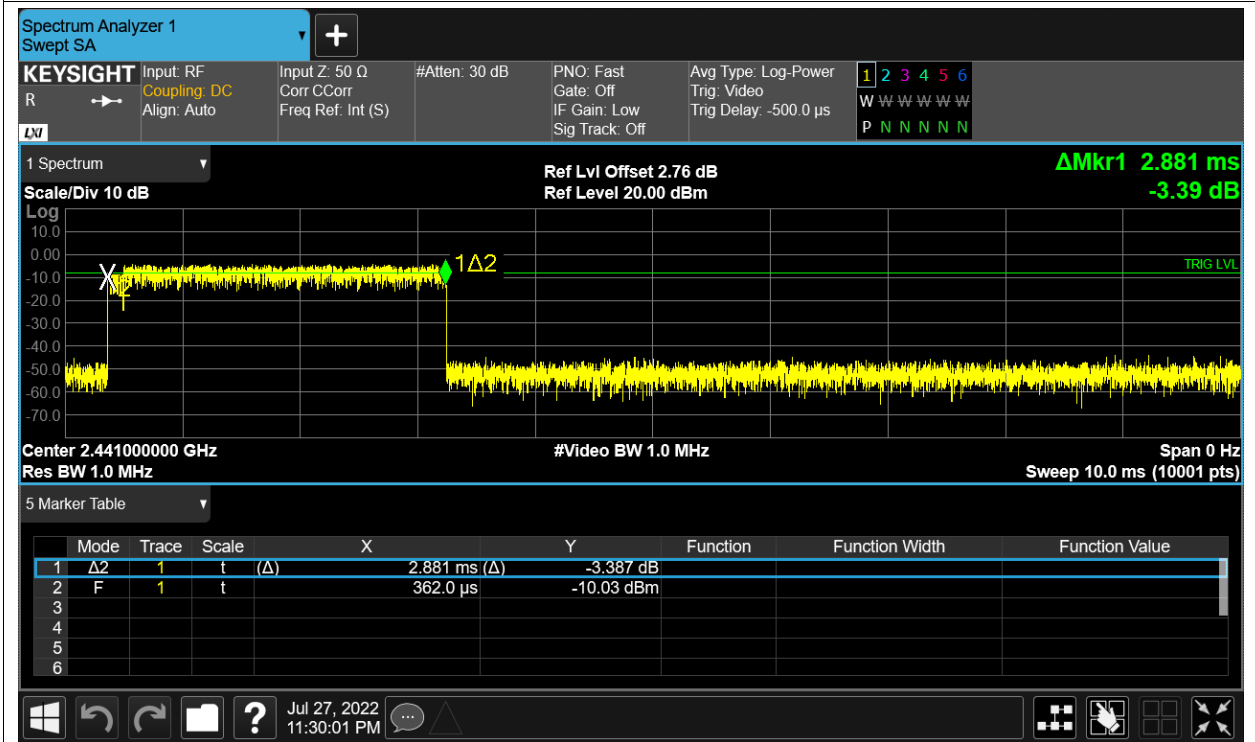 Spectrum Analyzer 1
Swept SA
+
KEYSIGHT Input: RF Input Z: 50 Ω #Atten: 30 dB PNO: Fast Avg Type: Log-Power 1 2 3 4 5 6
R Coupling: DC Corr CCorr Gate: Off Trig: Video W W W W W W
Align: Auto Freq Ref: Int (S) IF Gain: Low Trig Delay: -500.0 µs
LXI Sig Track: Off P N N N N N
1 Spectrum Ref Lvl Offset 2.76 dB ΔMkr1 2.881 ms
Scale/Div 10 dB Ref Level 20.00 dBm -3.39 dB
Log
10.0
0.00 1Δ2 TRIG LVL
-10.0 X
-20.0
-30.0
-40.0
-50.0
-60.0
-70.0
Center 2.441000000 GHz #Video BW 1.0 MHz Span 0 Hz
Res BW 1.0 MHz Sweep 10.0 ms (10001 pts)
5 Marker Table
Mode Trace Scale X Y Function Function Width Function Value
1 Δ2 1 t (Δ) 2.881 ms (Δ) -3.387 dB
2 F 1 t 362.0 µs -10.03 dBm
3
4
5
6
? Jul 27, 2022
11:30:01 PM